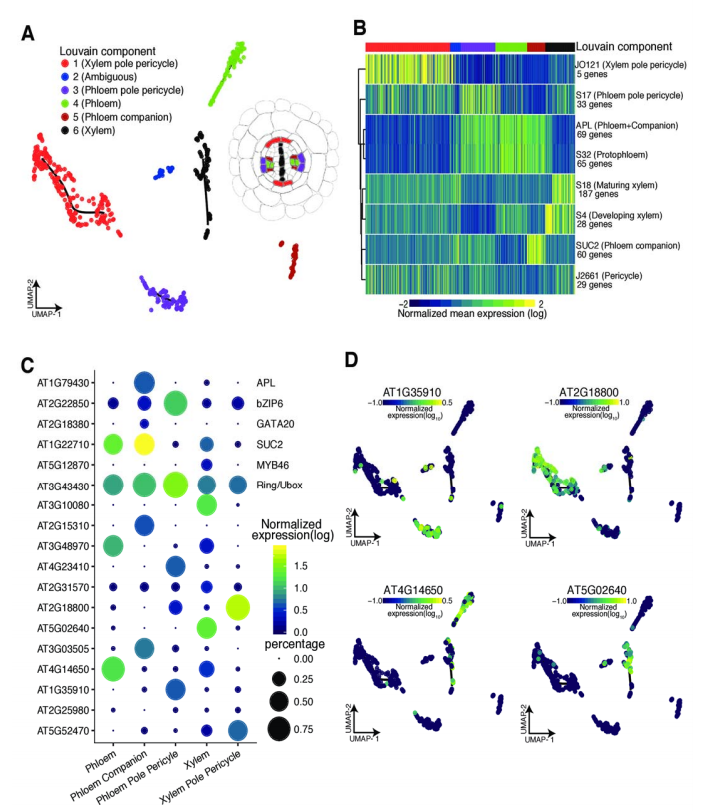 A
Louvain component
1 (Xylem pole pericycle)
2 (Ambiguous)
3 (Phloem pole pericycle)
4 (Phloem)
5 (Phloem companion)
6 (Xylem)
UMAP-2
UMAP-1
B
Louvain component
JO121 (Xylem pole pericycle)
5 genes
S17 (Phloem pole pericycle)
33 genes
APL (Phloem+Companion)
69 genes
S32 (Protophloem)
65 genes
S18 (Maturing xylem)
187 genes
S4 (Developing xylem)
28 genes
SUC2 (Phloem companion)
60 genes
J2661 (Pericycle)
29 genes
-2 2
Normalized mean expression (log)
C
AT1G79430 APL
AT2G22850 bZIP6
AT2G18380 GATA20
AT1G22710 SUC2
AT5G12870 MYB46
AT3G43430 Ring/Ubox
AT3G10080
AT2G15310
AT3G48970
AT4G23410
AT2G31570
AT2G18800
AT5G02640
AT3G03505
AT4G14650
AT1G35910
AT2G25980
AT5G52470
Phloem
Phloem Companion
Phloem Pole Pericyle
Xylem
Xylem Pole Pericycle
Normalized
expression(log)
1.5
1.0
0.5
0.0
percentage
0.00
0.25
0.50
0.75
D
AT1G35910
-1.0 0.5
Normalized
expression(log10)
UMAP-2
UMAP-1
AT2G18800
-1.0 1.0
Normalized
expression(log10)
UMAP-2
UMAP-1
AT4G14650
-1.0 0.5
Normalized
expression(log10)
UMAP-2
UMAP-1
AT5G02640
-1.0 1.0
Normalized
expression(log10)
UMAP-2
UMAP-1